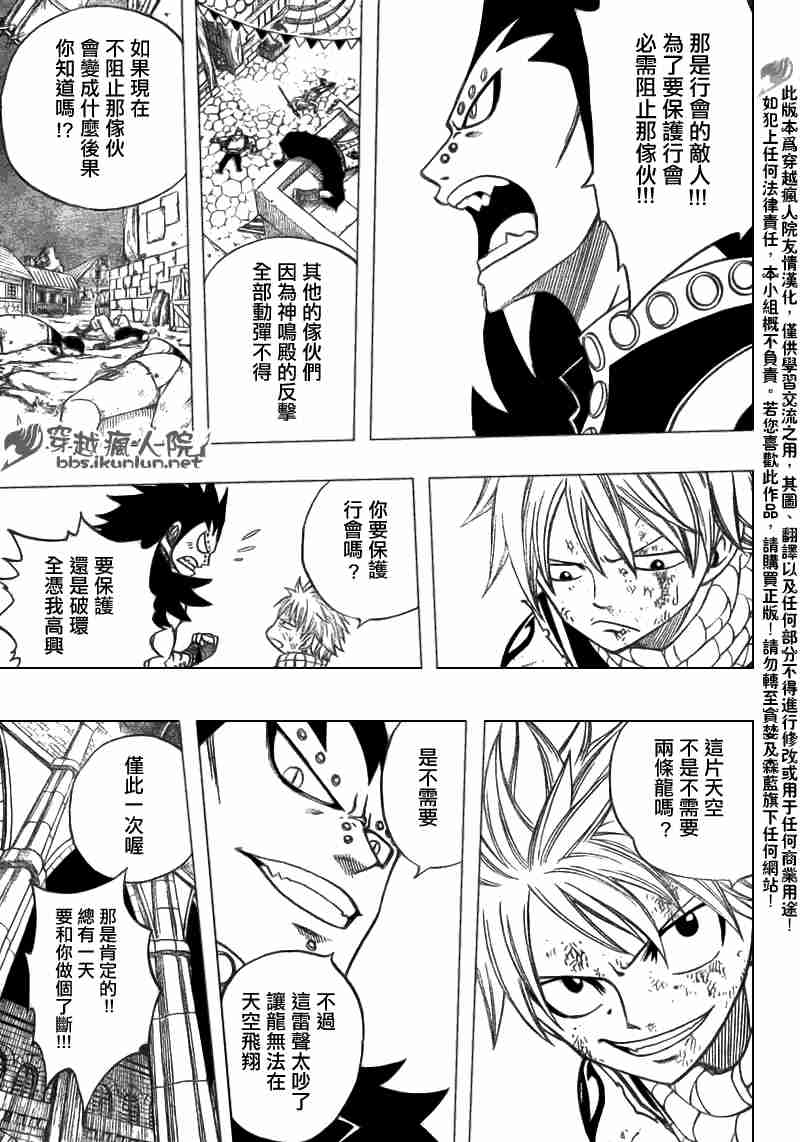 此版本爲穿越瘋人院友情漢化，僅供學習交流之用，其圖、翻譯以及任何部分不得進行修改或用于任何商業用途！
如犯上任何法律責任，本小組概不負責。若您喜歡此作品，請購買正版！請勿轉至貪婪及森藍旗下任何網站！
那是行會的敵人!!!
為了要保護行會
必需阻止那傢伙!!!
其他的傢伙們
因為神鳴殿的反擊
全部動彈不得
如果現在
不阻止那傢伙
會變成什麼後果
你知道嗎!?
穿越瘋人院
bbs.ikunlun.net
你要保護
行會嗎？
要保護
還是破環
全憑我高興
這片天空
不是不需要
兩條龍嗎？
是不需要
不過
這雷聲太吵了
讓龍無法在
天空飛翔
僅此一次喔
那是肯定的!!
總有一天
要和你做個了斷!!!